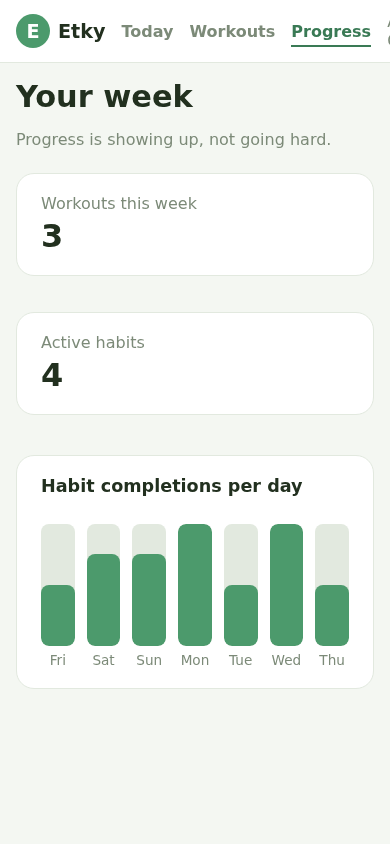 E Etky Today Workouts Progress
Your week
Progress is showing up, not going hard.
Workouts this week
3
Active habits
4
Habit completions per day
Fri Sat Sun Mon Tue Wed Thu